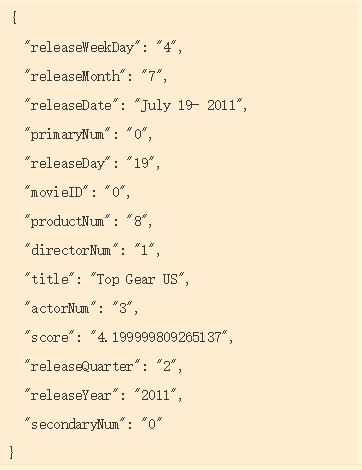 {
"releaseWeekDay": "4",
"releaseMonth": "7",
"releaseDate": "July 19- 2011",
"primaryNum": "0",
"releaseDay": "19",
"movieID": "0",
"productNum": "8",
"directorNum": "1",
"title": "Top Gear US",
"actorNum": "3",
"score": "4.199999809265137",
"releaseQuarter": "2",
"releaseYear": "2011",
"secondaryNum": "0"
}